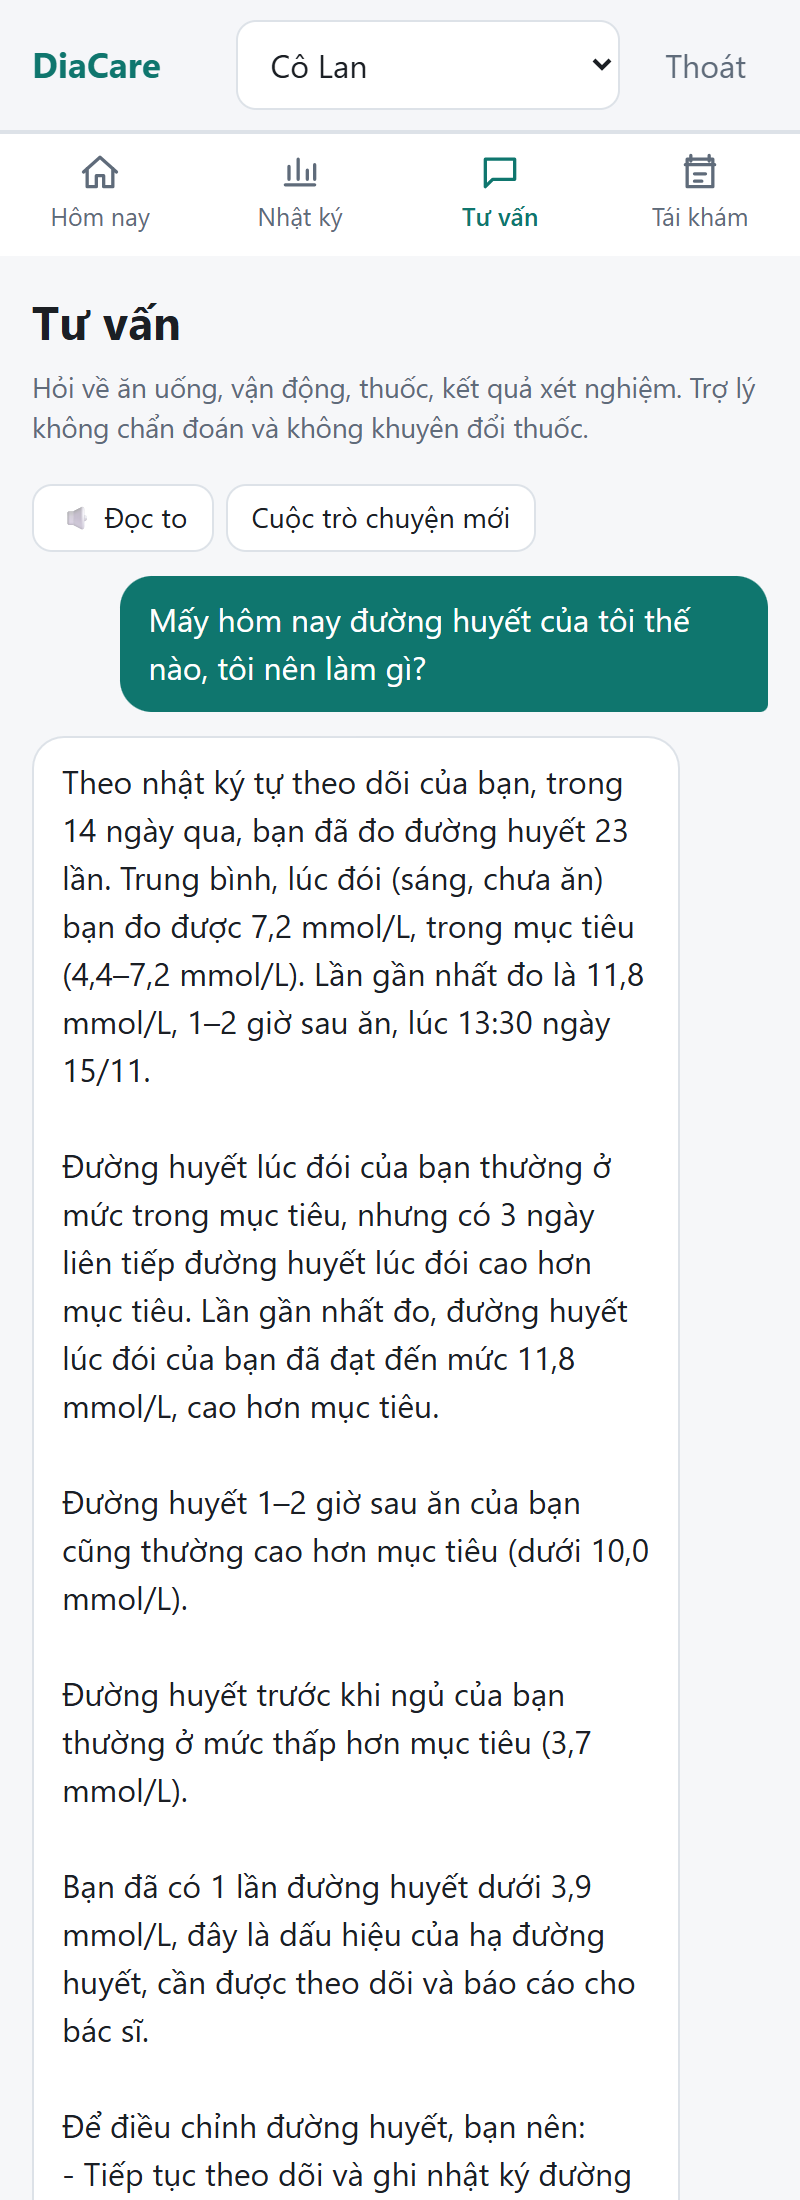 DiaCare
Cô Lan
Thoát
Hôm nay
Nhật ký
Tư vấn
Tái khám
Tư vấn
Hỏi về ăn uống, vận động, thuốc, kết quả xét nghiệm. Trợ lý
không chẩn đoán và không khuyên đổi thuốc.
Đọc to
Cuộc trò chuyện mới
Mấy hôm nay đường huyết của tôi thế
nào, tôi nên làm gì?
Theo nhật ký tự theo dõi của bạn, trong
14 ngày qua, bạn đã đo đường huyết 23
lần. Trung bình, lúc đói (sáng, chưa ăn)
bạn đo được 7,2 mmol/L, trong mục tiêu
(4,4–7,2 mmol/L). Lần gần nhất đo là 11,8
mmol/L, 1–2 giờ sau ăn, lúc 13:30 ngày
15/11.
Đường huyết lúc đói của bạn thường ở
mức trong mục tiêu, nhưng có 3 ngày
liên tiếp đường huyết lúc đói cao hơn
mục tiêu. Lần gần nhất đo, đường huyết
lúc đói của bạn đã đạt đến mức 11,8
mmol/L, cao hơn mục tiêu.
Đường huyết 1–2 giờ sau ăn của bạn
cũng thường cao hơn mục tiêu (dưới 10,0
mmol/L).
Đường huyết trước khi ngủ của bạn
thường ở mức thấp hơn mục tiêu (3,7
mmol/L).
Bạn đã có 1 lần đường huyết dưới 3,9
mmol/L, đây là dấu hiệu của hạ đường
huyết, cần được theo dõi và báo cáo cho
bác sĩ.
Để điều chỉnh đường huyết, bạn nên:
- Tiếp tục theo dõi và ghi nhật ký đường